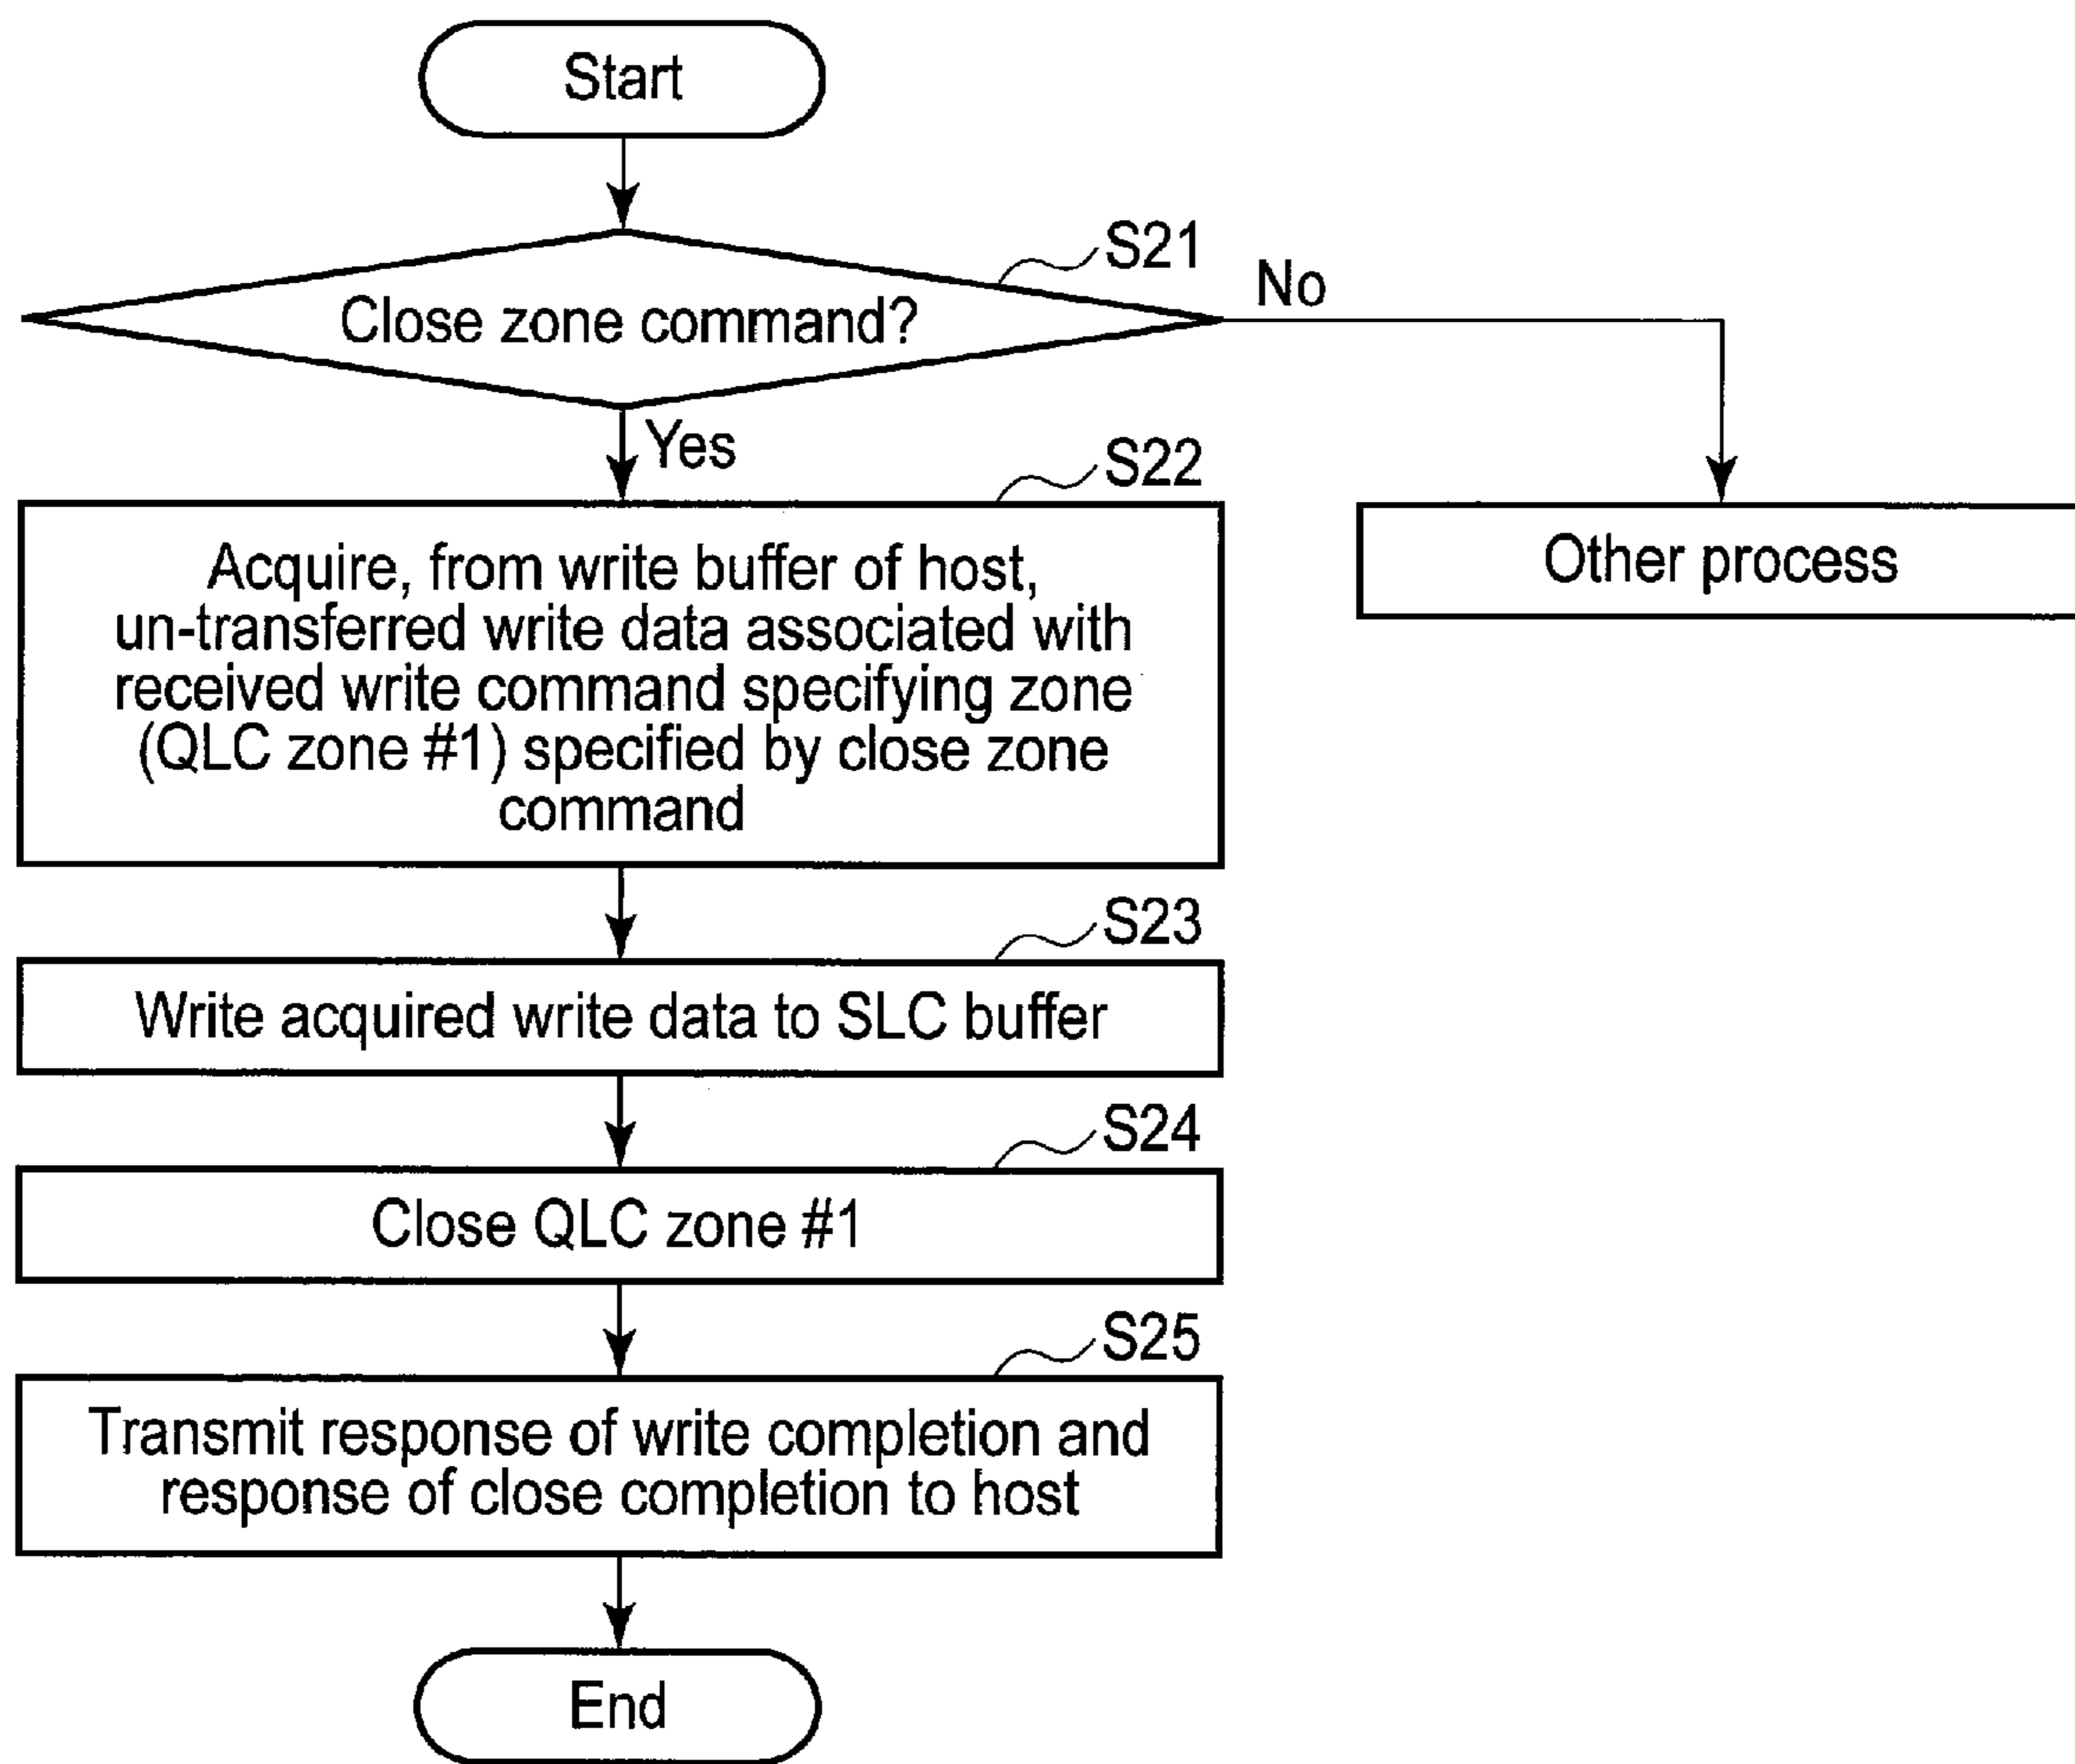 Start
S21
Close zone command?
No
Yes
S22
Acquire, from write buffer of host,
un-transferred write data associated with
received write command specifying zone
(QLC zone #1) specified by close zone
command
Other process
S23
Write acquired write data to SLC buffer
S24
Close QLC zone #1
S25
Transmit response of write completion and
response of close completion to host
End